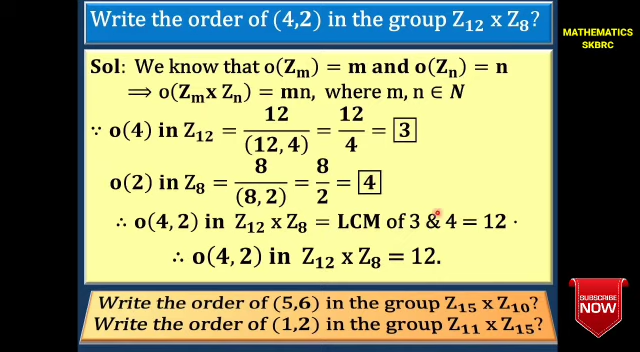 Write the order of (4,2) in the group Z₁₂ x Z₈?
MATHEMATICS
SKBRC
Sol: We know that o(Zₘ) = m and o(Zₙ) = n
⟹ o(Zₘx Zₙ) = mn, where m, n ∈ N
∵ o(4) in Z₁₂ = 12/(12, 4) = 12/4 = 3
o(2) in Z₈ = 8/(8, 2) = 8/2 = 4
∴ o(4, 2) in Z₁₂ x Z₈ = LCM of 3 & 4 = 12 ·
∴ o(4, 2) in Z₁₂ x Z₈ = 12.
Write the order of (5,6) in the group Z₁₅ x Z₁₀?
Write the order of (1,2) in the group Z₁₁ x Z₁₅?
SUBSCRIBE
NOW